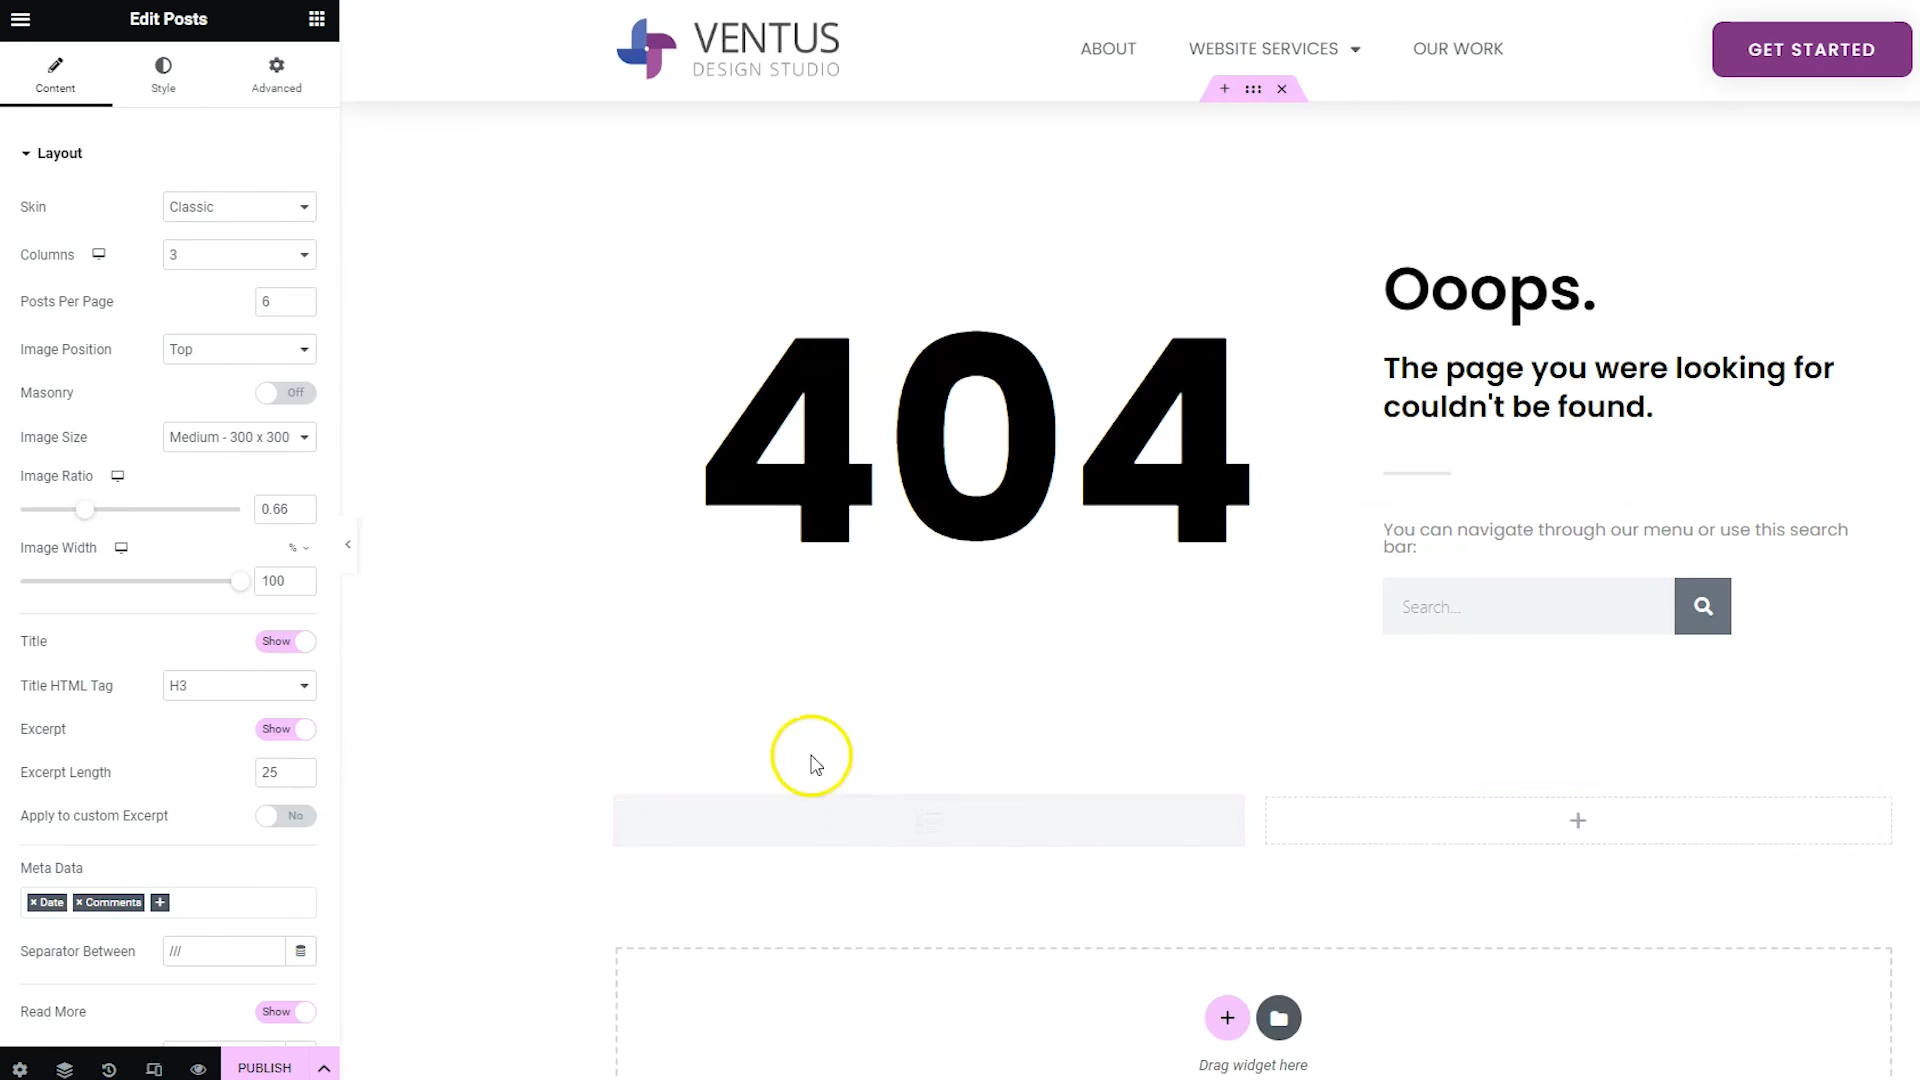 Edit Posts
Content
Style
Advanced
Layout
Skin
Classic
Columns
3
Posts Per Page
6
Image Position
Top
Masonry
Off
Image Size
Medium - 300 x 300
Image Ratio
0.66
Image Width
%
100
Title
Show
Title HTML Tag
H3
Excerpt
Show
Excerpt Length
25
Apply to custom Excerpt
No
Meta Data
× Date × Comments +
Separator Between
///
Read More
Show
PUBLISH
VENTUS
DESIGN STUDIO
ABOUT
WEBSITE SERVICES
OUR WORK
GET STARTED
404
Ooops.
The page you were looking for
couldn't be found.
You can navigate through our menu or use this search
bar:
Search...
Drag widget here